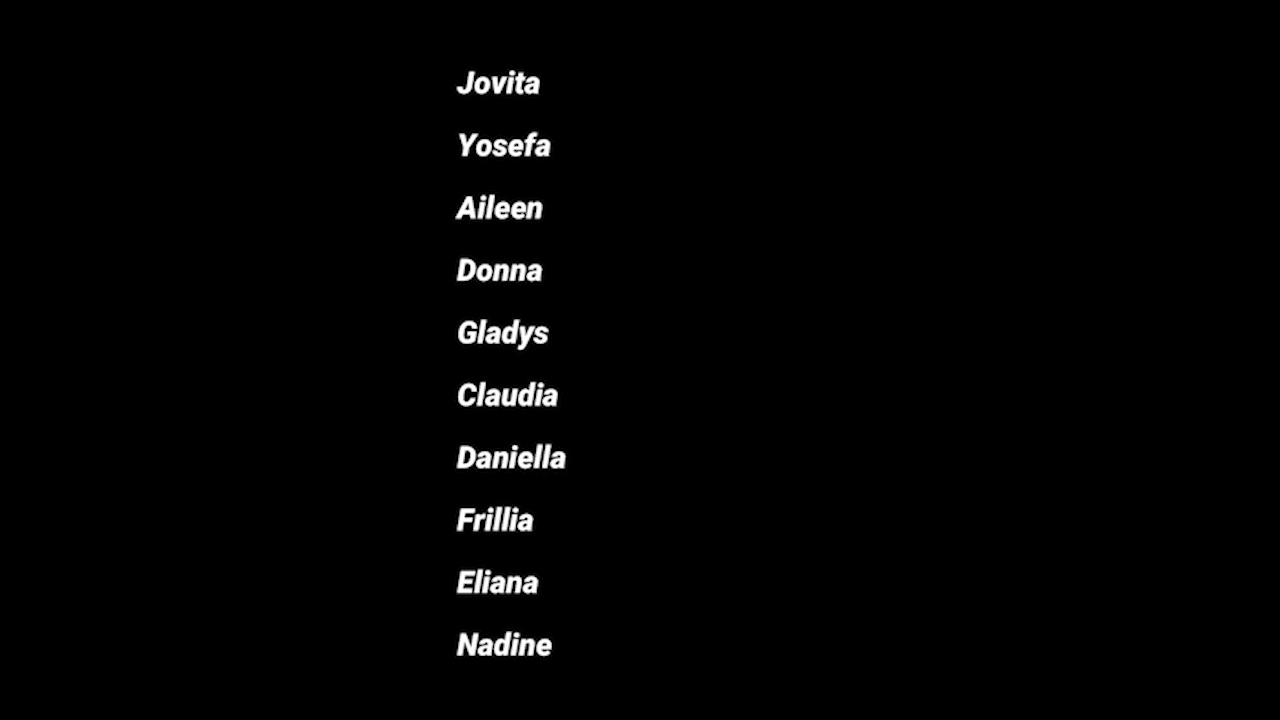 Jovita
Yosefa
Aileen
Donna
Gladys
Claudia
Daniella
Frillia
Eliana
Nadine